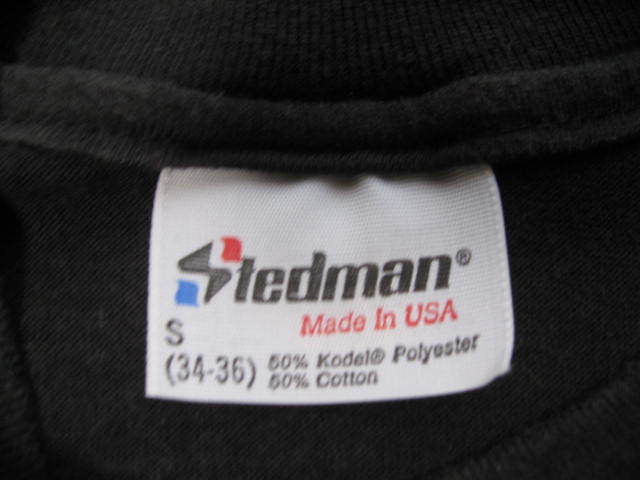 Stedman®
Made In USA
S
(34-36)
50% Kodel® Polyester
50% Cotton